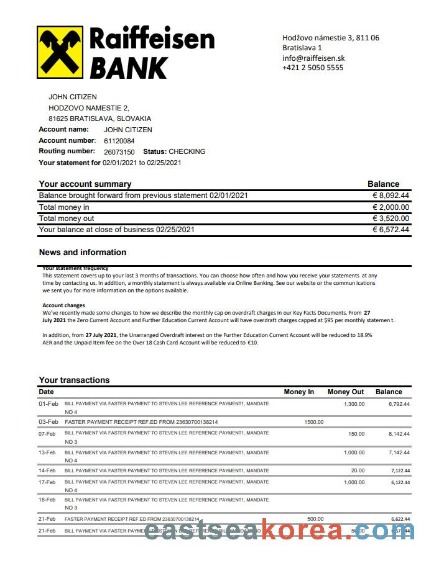 Raiffeisen
BANK
Hodžovo námestie 3, 811 06
Bratislava 1
info@raiffeisen.sk
+421 2 5050 5555
JOHN CITIZEN
HODZOVO NAMESTIE 2,
81625 BRATISLAVA, SLOVAKIA
Account name: JOHN CITIZEN
Account number: 61120084
Routing number: 26073150 Status: CHECKING
Your statement for 02/01/2021 to 02/25/2021
Your account summary Balance
Balance brought forward from previous statement 02/01/2021 € 8,092.44
Total money in € 2,000.00
Total money out € 3,520.00
Your balance at close of business 02/25/2021 € 6,572.44
News and information
Your statement frequency
This statement covers up to your last 3 months of transactions. You can choose how often and how you receive your statements at any
time by contacting us. In addition, a monthly statement is always available via Online Banking. See our website or the communications
we sent you for more information on the options available.
Account changes
We've recently made some changes to how we describe the monthly cap on overdraft charges in our Key Facts Documents. From 27
July 2021 the Zero Current Account and Further Education Current Account will have overdraft charges capped at $95 per monthly statement.
In addition, from 27 July 2021, the Unarranged Overdraft Interest on the Further Education Current Account will be reduced to 18.9%
AER and the Unpaid Item fee on the Over 18 Cash Card Account will be reduced to €10.
Your transactions
Date Money In Money Out Balance
01-Feb BILL PAYMENT VIA FASTER PAYMENT TO STEVEN LEE REFERENCE PAYMENT1, MANDATE 1,300.00 6,792.44
NO 4
03-Feb FASTER PAYMENT RECEIPT REF.ED FROM 23630700138214 1500.00
07-Feb BILL PAYMENT VIA FASTER PAYMENT TO STEVEN LEE REFERENCE PAYMENT1, MANDATE 150.00 8,142.44
NO 3
13-Feb BILL PAYMENT VIA FASTER PAYMENT TO STEVEN LEE REFERENCE PAYMENT1, MANDATE 1,000.00 7,142.44
NO 4
14-Feb BILL PAYMENT VIA FASTER PAYMENT TO STEVEN LEE REFERENCE PAYMENT1, MANDATE 20.00 7,122.44
17-Feb BILL PAYMENT VIA FASTER PAYMENT TO STEVEN LEE REFERENCE PAYMENT1, MANDATE 1,000.00 6,122.44
NO 4
18-Feb BILL PAYMENT VIA FASTER PAYMENT TO STEVEN LEE REFERENCE PAYMENT1, MANDATE
NO 3
21-Feb FASTER PAYMENT RECEIPT REF.ED FROM 23630700138214 500.00 6,622.44
21-Feb BILL PAYMENT VIA FASTER PAYMENT TO STEVEN LEE REFERENCE
eastseakorea.com